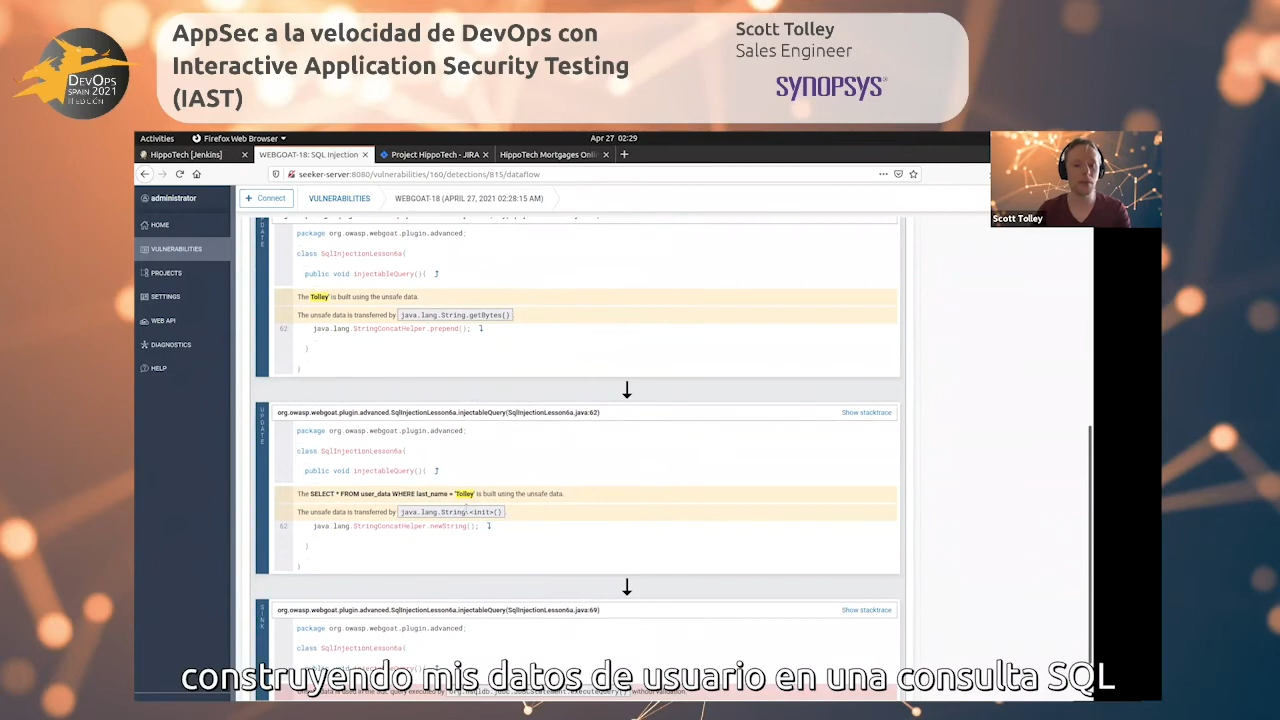 AppSec a la velocidad de DevOps con
Interactive Application Security Testing
(IAST)
Scott Tolley
Sales Engineer
SYNOPSYS®
DEVOPS
SPAIN 2021
III EDICIÓN
Activities
Firefox Web Browser
Apr 27 02:29
HippoTech [Jenkins]
WEBGOAT-18: SQL Injection
Project HippoTech - JIRA
HippoTech Mortgages Onli
seeker-server:8080/vulnerabilities/160/detections/815/dataflow
administrator
+ Connect
VULNERABILITIES
WEBGOAT-18 (APRIL 27, 2021 02:28:15 AM)
Scott Tolley
HOME
VULNERABILITIES
PROJECTS
SETTINGS
WEB API
DIAGNOSTICS
HELP
DATE
package org.owasp.webgoat.plugin.advanced;
class SqlInjectionLesson6a{
public void injectableQuery(){
The Tolley' is built using the unsafe data.
The unsafe data is transferred by java.lang.String.getBytes()
62 java.lang.StringConcatHelper.prepend();
}
}
UPDATE
org.owasp.webgoat.plugin.advanced.SqlInjectionLesson6a.injectableQuery(SqlInjectionLesson6a.java:62)
Show stacktrace
package org.owasp.webgoat.plugin.advanced;
class SqlInjectionLesson6a{
public void injectableQuery(){
The SELECT * FROM user_data WHERE last_name = 'Tolley' is built using the unsafe data.
The unsafe data is transferred by java.lang.String.<init>()
62 java.lang.StringConcatHelper.newString();
}
}
SINK
org.owasp.webgoat.plugin.advanced.SqlInjectionLesson6a.injectableQuery(SqlInjectionLesson6a.java:69)
Show stacktrace
package org.owasp.webgoat.plugin.advanced;
class SqlInjectionLesson6a{
construyendo mis datos de usuario en una consulta SQL